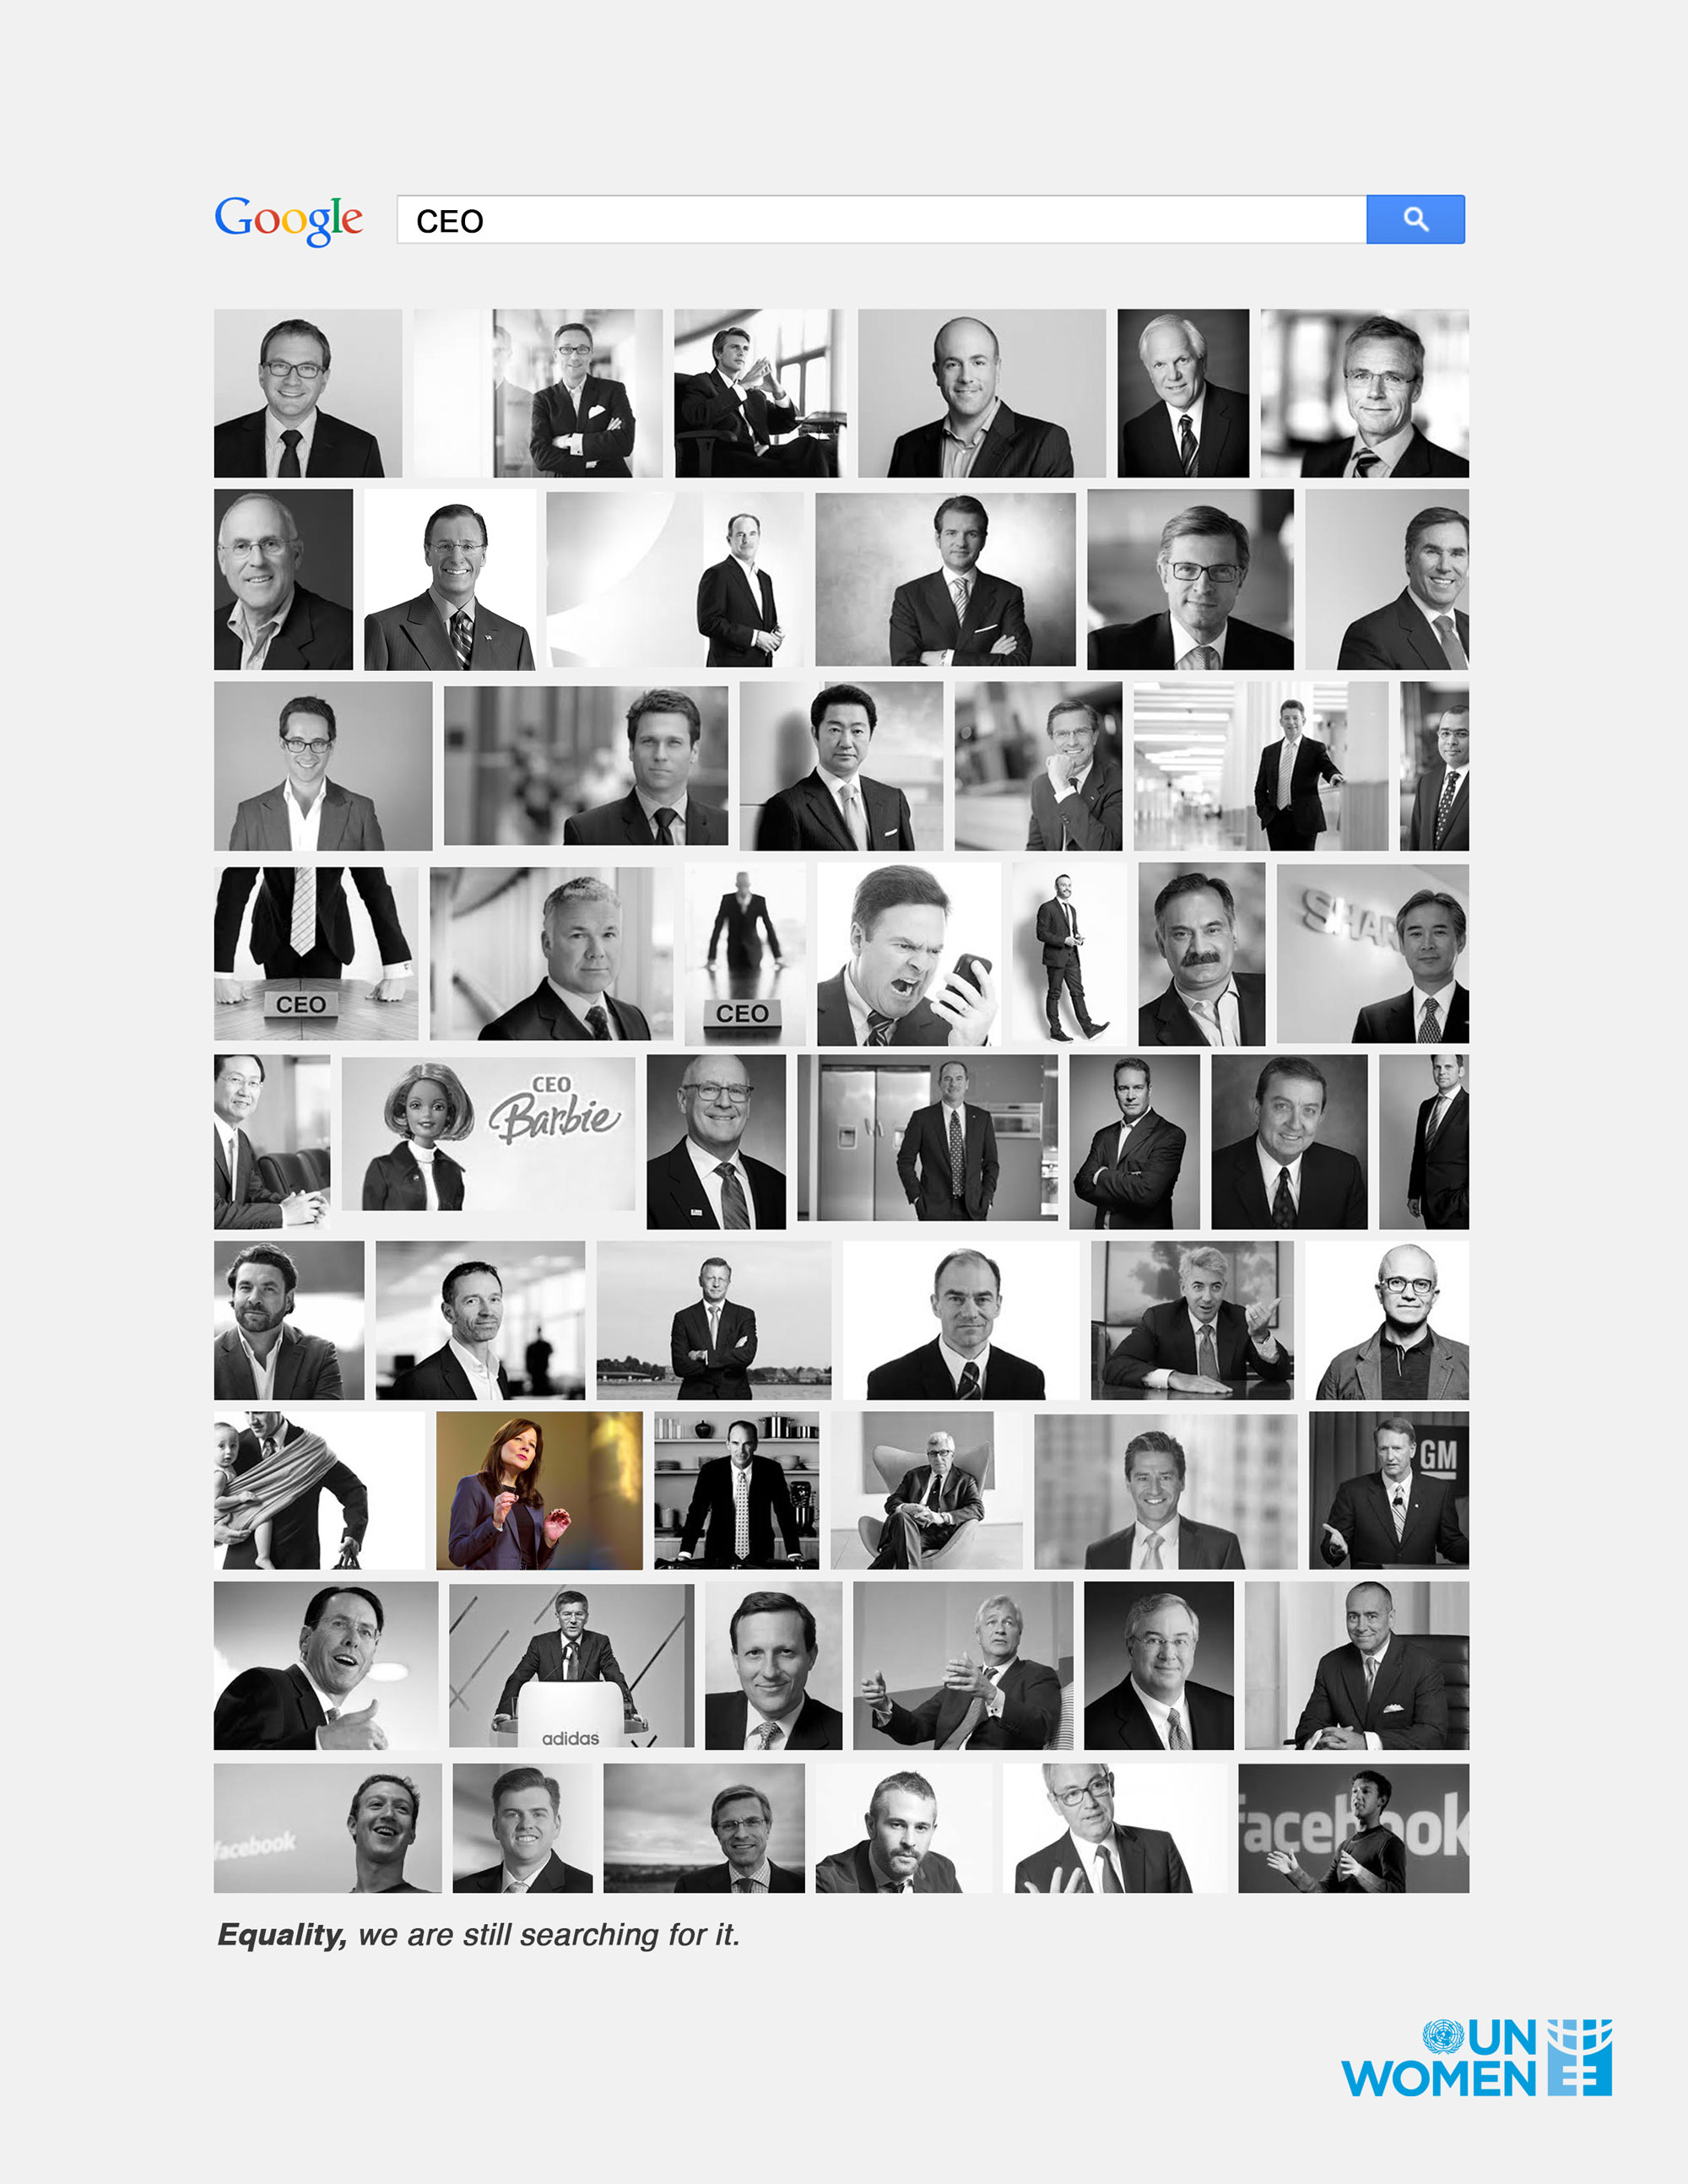 Google
CEO
SHAR
CEO
CEO
CEO
Barbie
GM
adidas
facebook
facebook
Equality, we are still searching for it.
UN
WOMEN